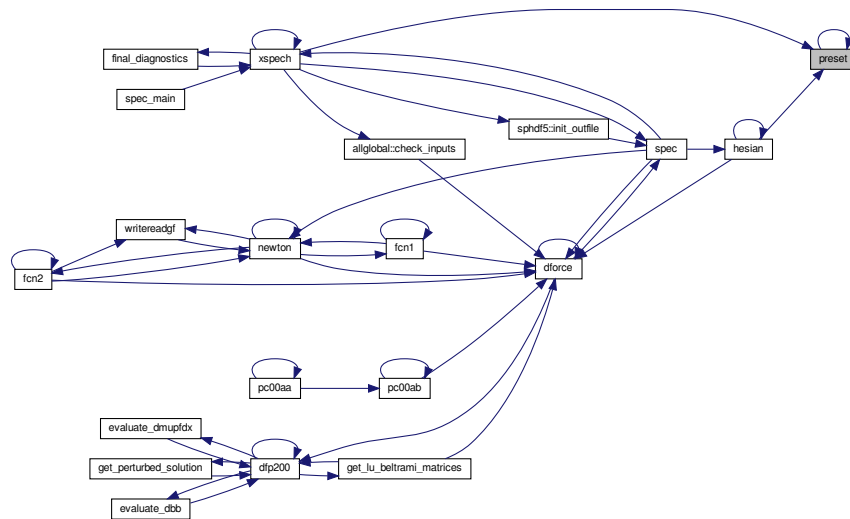 final_diagnostics
xspech
preset
spec_main
sphdf5::init_outfile
allglobal::check_inputs
spec
hesian
writereadgf
newton
fcn1
fcn2
dforce
pc00aa
pc00ab
evaluate_dmupfdx
get_perturbed_solution
dfp200
get_lu_beltrami_matrices
evaluate_dbb